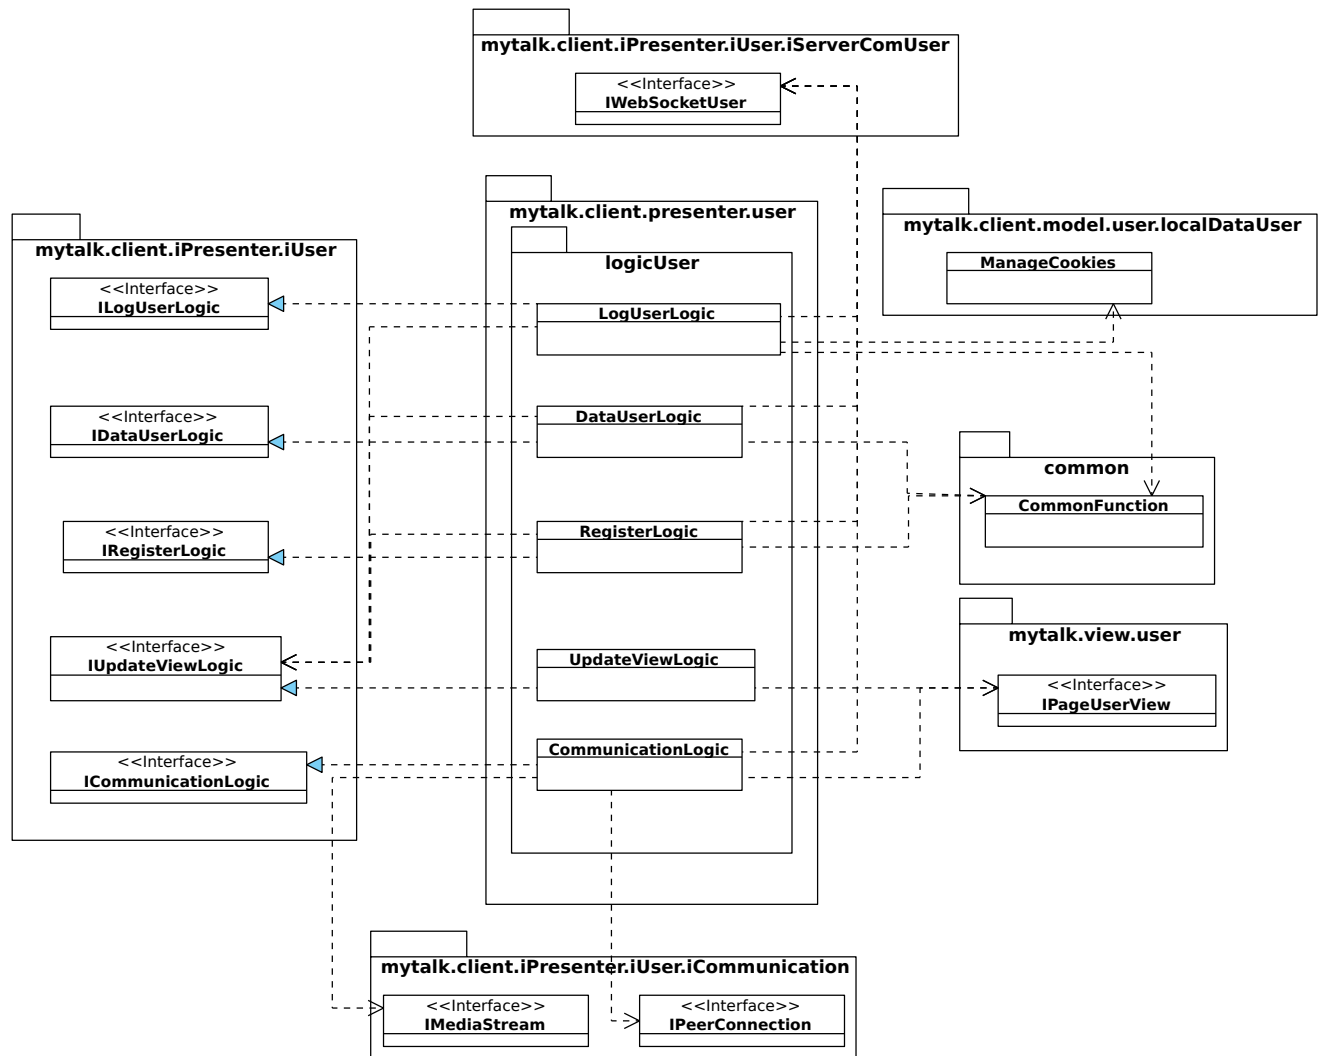 mytalk.client.iPresenter.iUser.iServerComUser
<<Interface>>
IWebSocketUser
mytalk.client.iPresenter.iUser
<<Interface>>
ILogUserLogic
<<Interface>>
IDataUserLogic
<<Interface>>
IRegisterLogic
<<Interface>>
IUpdateViewLogic
<<Interface>>
ICommunicationLogic
mytalk.client.presenter.user
logicUser
LogUserLogic
DataUserLogic
RegisterLogic
UpdateViewLogic
CommunicationLogic
mytalk.client.model.user.localDataUser
ManageCookies
common
CommonFunction
mytalk.view.user
<<Interface>>
IPageUserView
mytalk.client.iPresenter.iUser.iCommunication
<<Interface>>
IMediaStream
<<Interface>>
IPeerConnection